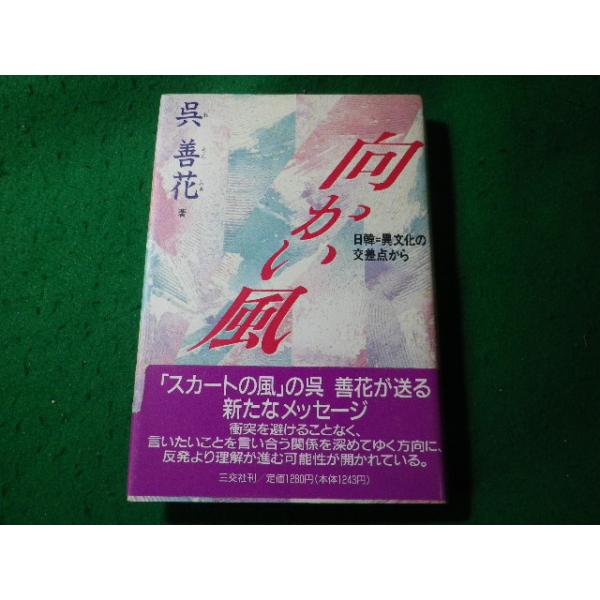 呉善花
お そん ふぁ
著
向かい風
日韓=異文化の
交差点から
「スカートの風」の呉 善花が送る
新たなメッセージ
衝突を避けることなく、
言いたいことを言い合う関係を深めてゆく方向に、
反発より理解が進む可能性が開かれている。
三交社刊/定価1280円(本体1243円)